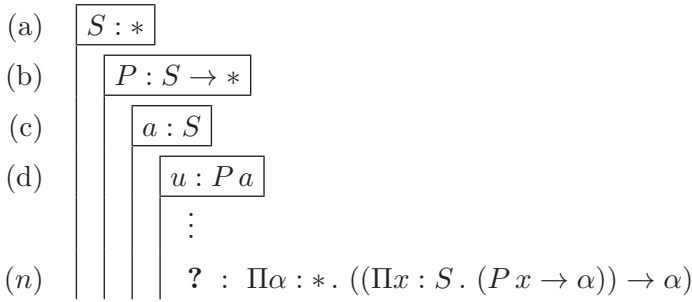 (a) S : ∗
(b) P : S → ∗
(c) a : S
(d) u : P a
⋮
(n) ? : Πα : ∗ . ((Πx : S . (P x → α)) → α)